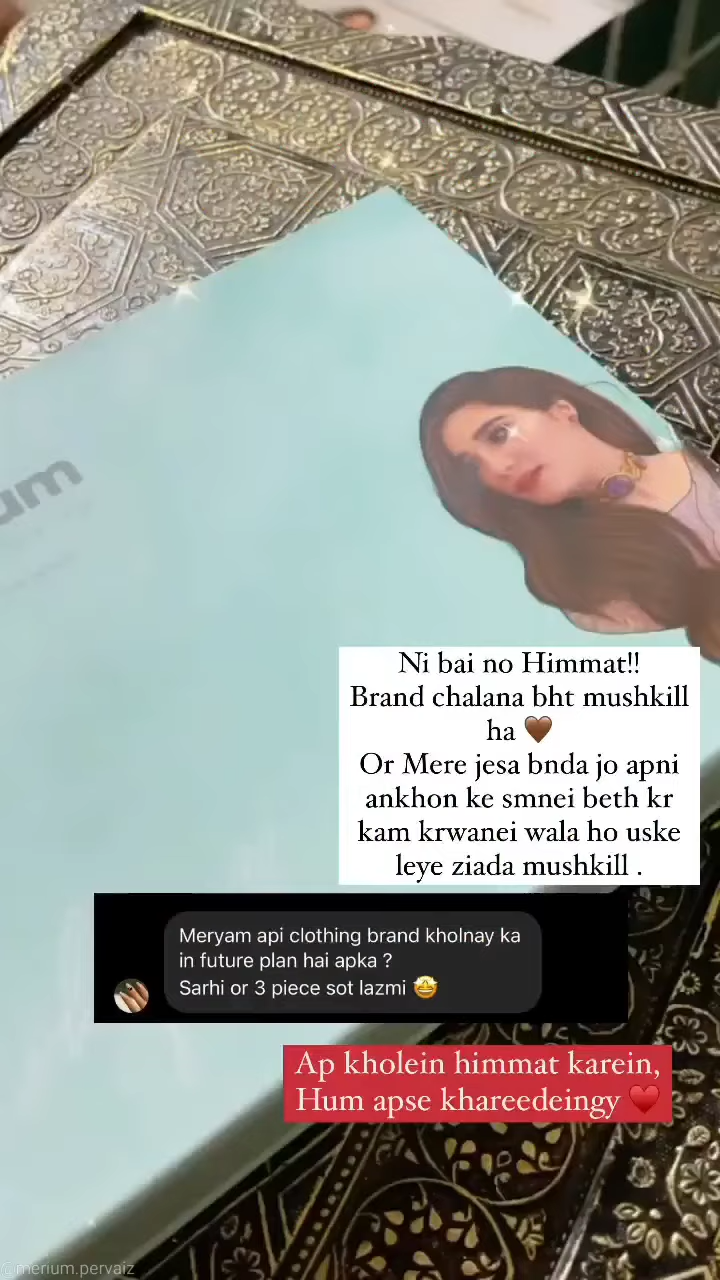 um
Ni bai no Himmat!!
Brand chalana bht mushkill
ha 🤎
Or Mere jesa bnda jo apni
ankhon ke smnei beth kr
kam krwanei wala ho uske
leye ziada mushkill .
Meryam api clothing brand kholnay ka
in future plan hai apka ?
Sarhi or 3 piece sot lazmi 🤩
Ap kholein himmat karein,
Hum apse khareedeingy ♥️
@merium.pervaiz